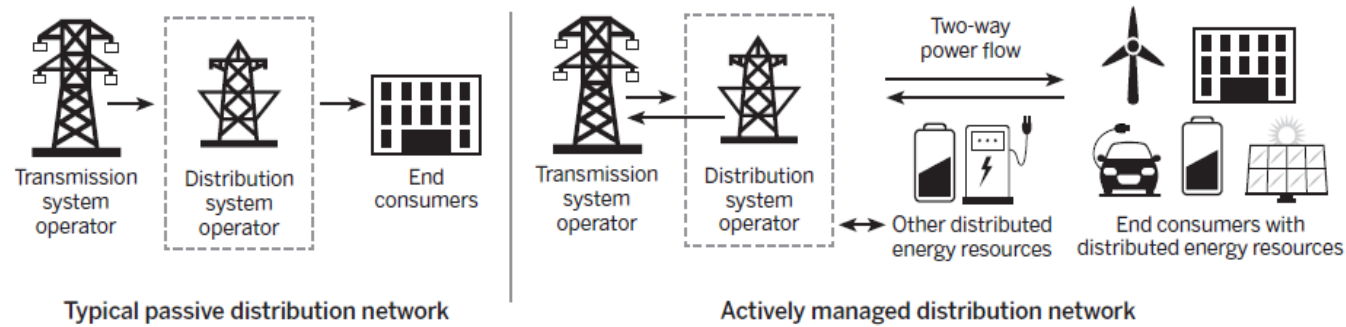 Transmission
system
operator
Distribution
system
operator
End
consumers
Typical passive distribution network
Transmission
system
operator
Distribution
system
operator
Two-way
power flow
Other distributed
energy resources
End consumers with
distributed energy resources
Actively managed distribution network